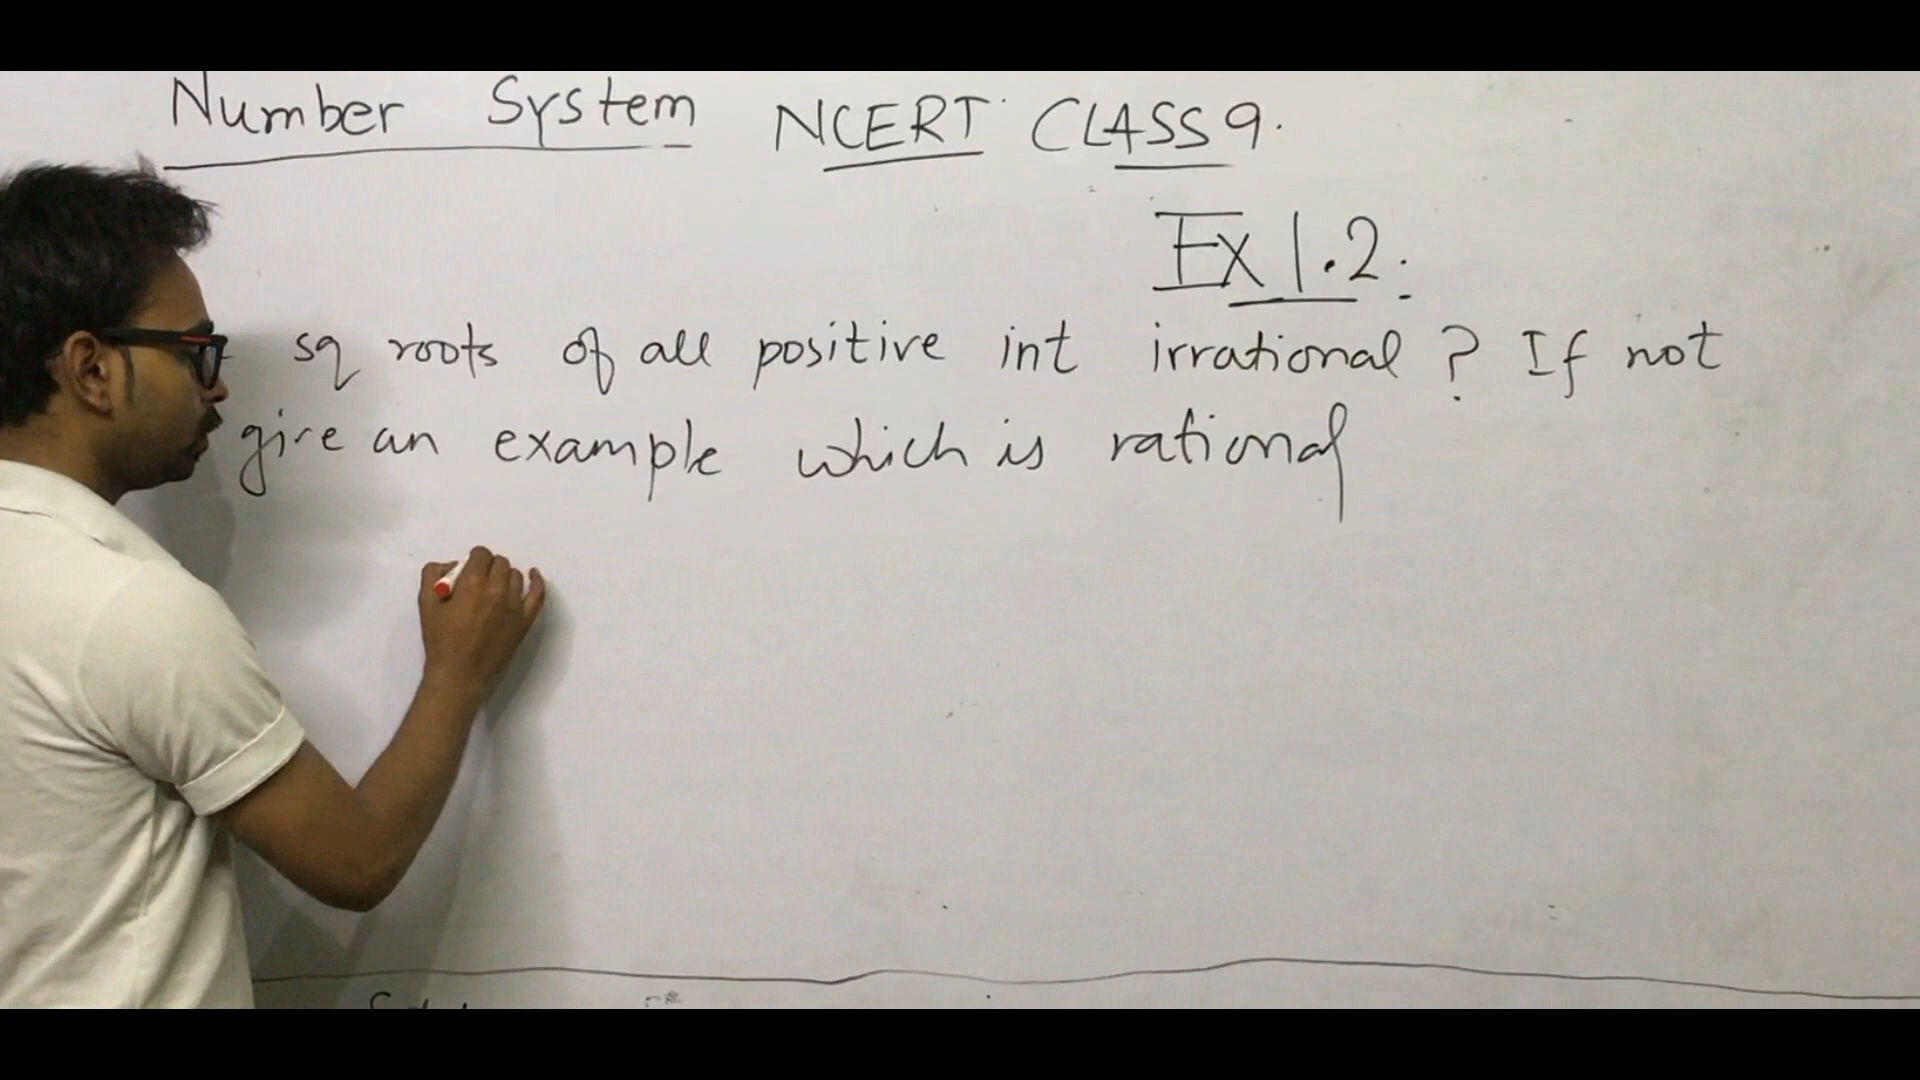 Number System NCERT CLASS 9.
Ex 1.2.
sq roots of all positive int irrational ? If not
give an example which is rational